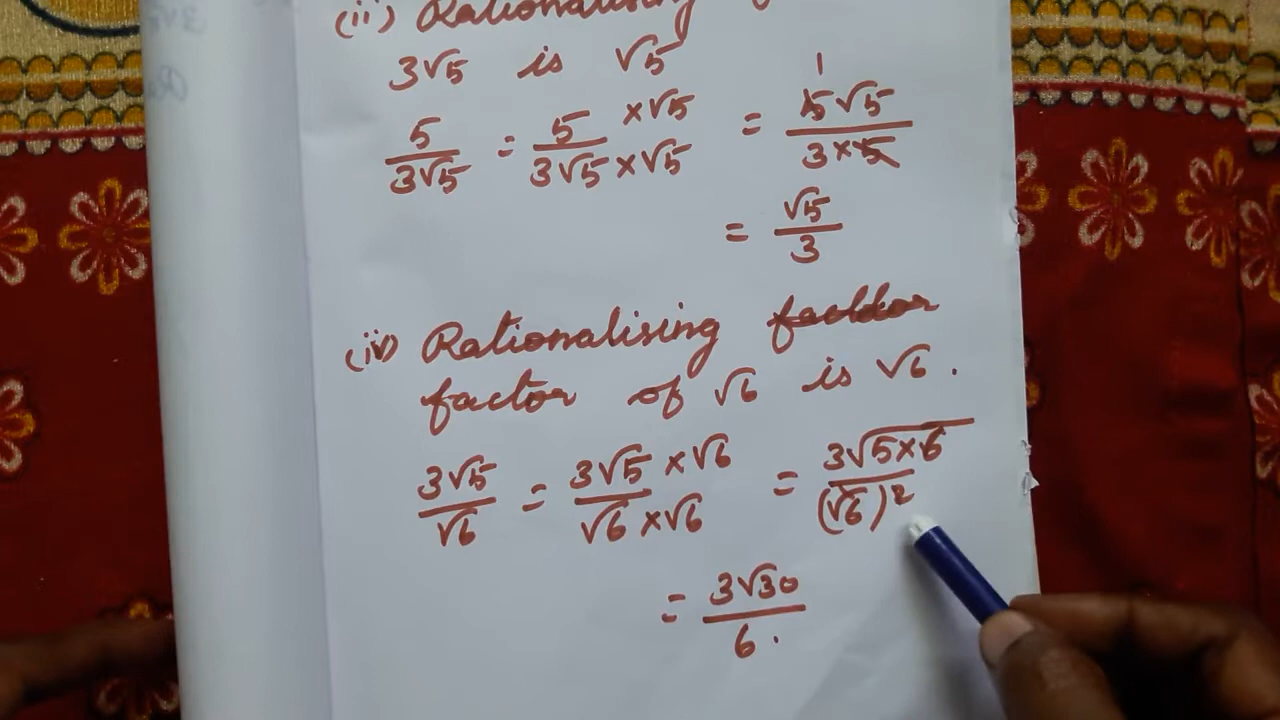 (ii) Rationalising
3√5 is √5
5/3√5 = 5×√5/3√5×√5 = 1 5√5/3×5
= √5/3
(iv) Rationalising factor
factor of √6 is √6.
3√5/√6 = 3√5×√6/√6×√6 = 3√5×6/(√6)²
= 3√30/6.